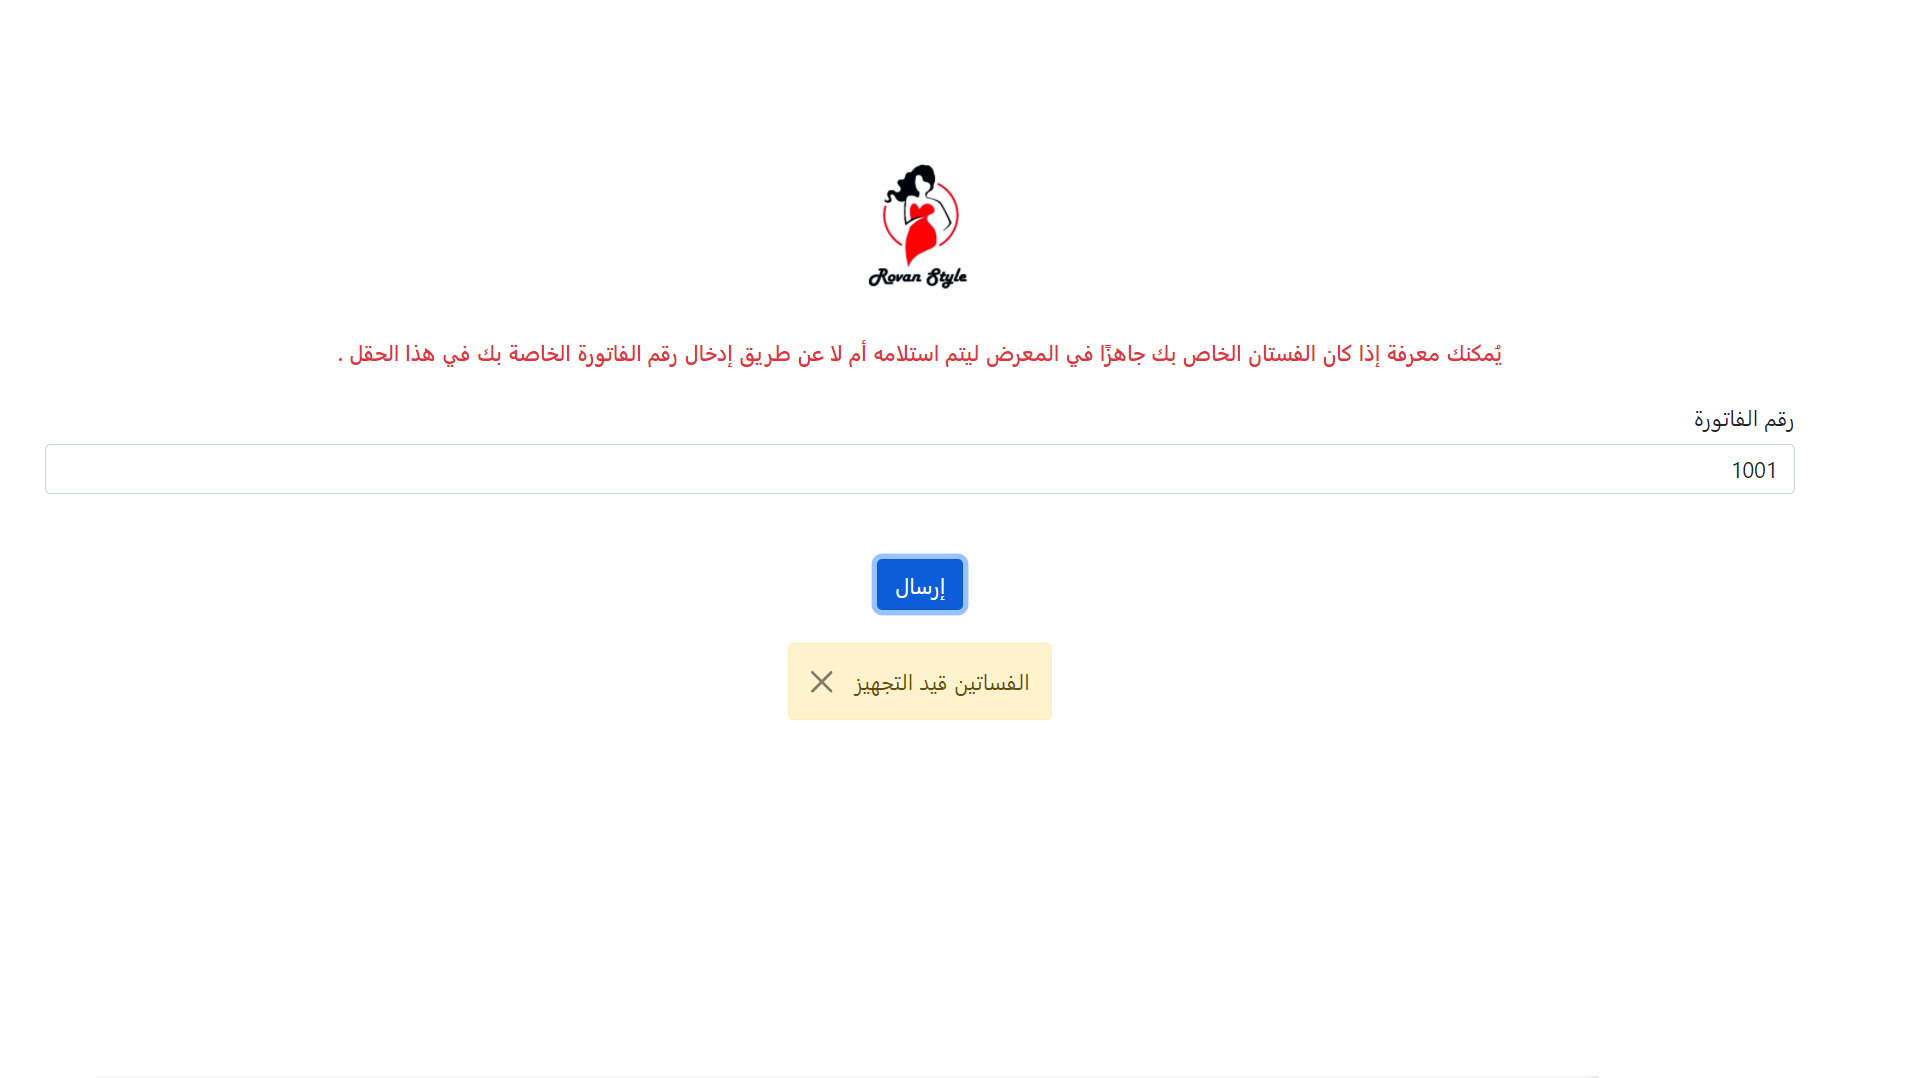 Rovan Style
يُمكنك معرفة إذا كان الفستان الخاص بك جاهزًا في المعرض ليتم استلامه أم لا عن طريق إدخال رقم الفاتورة الخاصة بك في هذا الحقل .
رقم الفاتورة
1001
إرسال
الفساتين قيد التجهيز